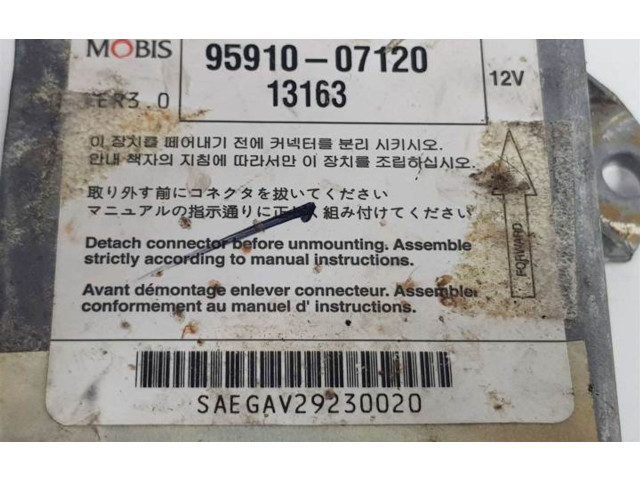 MOBIS
95910-07120
13163
12V
ER3.0
이 장치를 떼어내기 전에 커넥터를 분리 시키시오.
안내 책자의 지침에 따라서만 이 장치를 조립하십시오.
取り外す前にコネクタを抜いてください
マニュアルの指示通りに正 く組み付けてください
Detach connector before unmounting. Assemble
strictly according to manual instructions.
Avant démontage enlever connecteur. Assembler
conformement au manuel d' instructions.
FORWARD
SAEGAV29230020